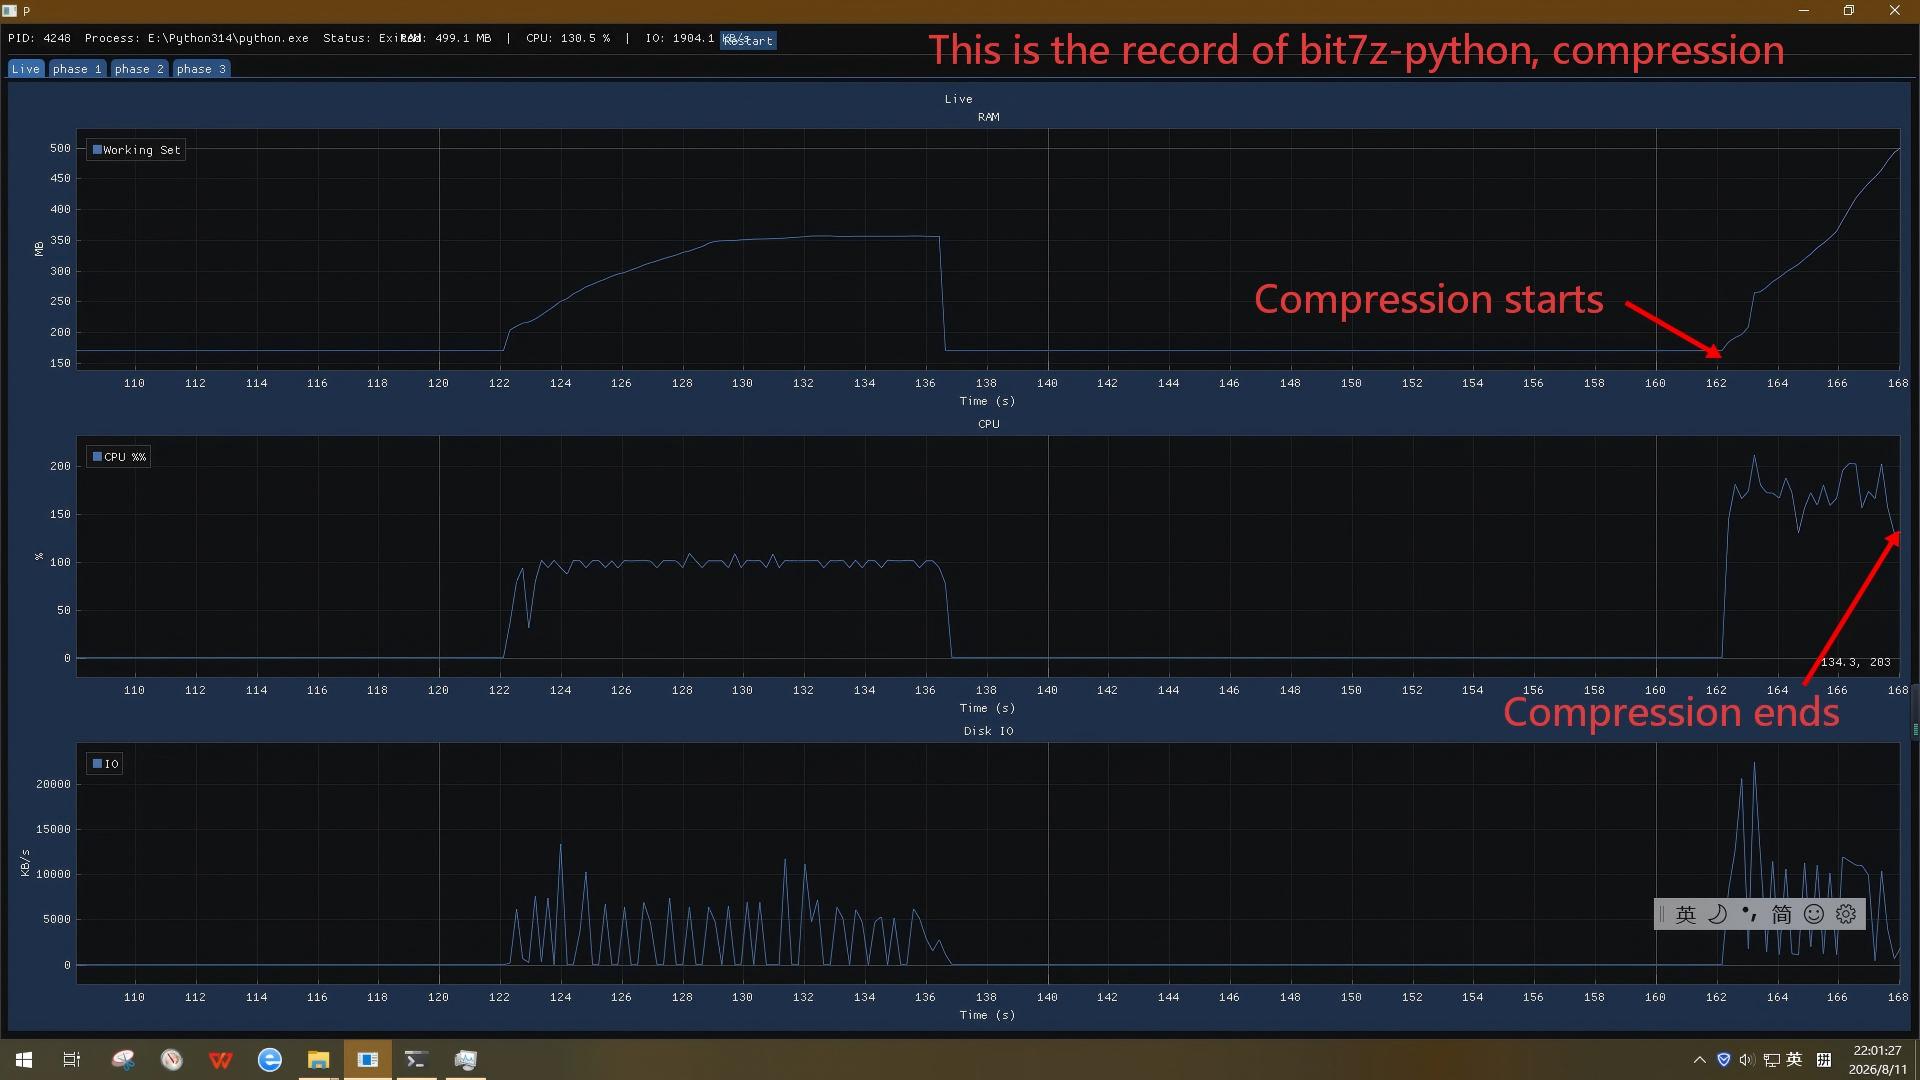 P
PID: 4248 Process: E:\Python314\python.exe Status: Exited RAM: 499.1 MB | CPU: 130.5 % | IO: 1904.1 KB/s Restart
This is the record of bit7z-python, compression
Live phase 1 phase 2 phase 3
Live
RAM
Working Set
500
450
400
350
300
250
200
150
MB
Compression starts
110 112 114 116 118 120 122 124 126 128 130 132 134 136 138 140 142 144 146 148 150 152 154 156 158 160 162 164 166 168
Time (s)
CPU
CPU %%
200
150
100
50
0
%
134.3, 203
110 112 114 116 118 120 122 124 126 128 130 132 134 136 138 140 142 144 146 148 150 152 154 156 158 160 162 164 166 168
Time (s)
Compression ends
Disk IO
IO
20000
15000
10000
5000
0
KB/s
英 简
110 112 114 116 118 120 122 124 126 128 130 132 134 136 138 140 142 144 146 148 150 152 154 156 158 160 162 164 166 168
Time (s)
英 拼
22:01:27
2026/8/11